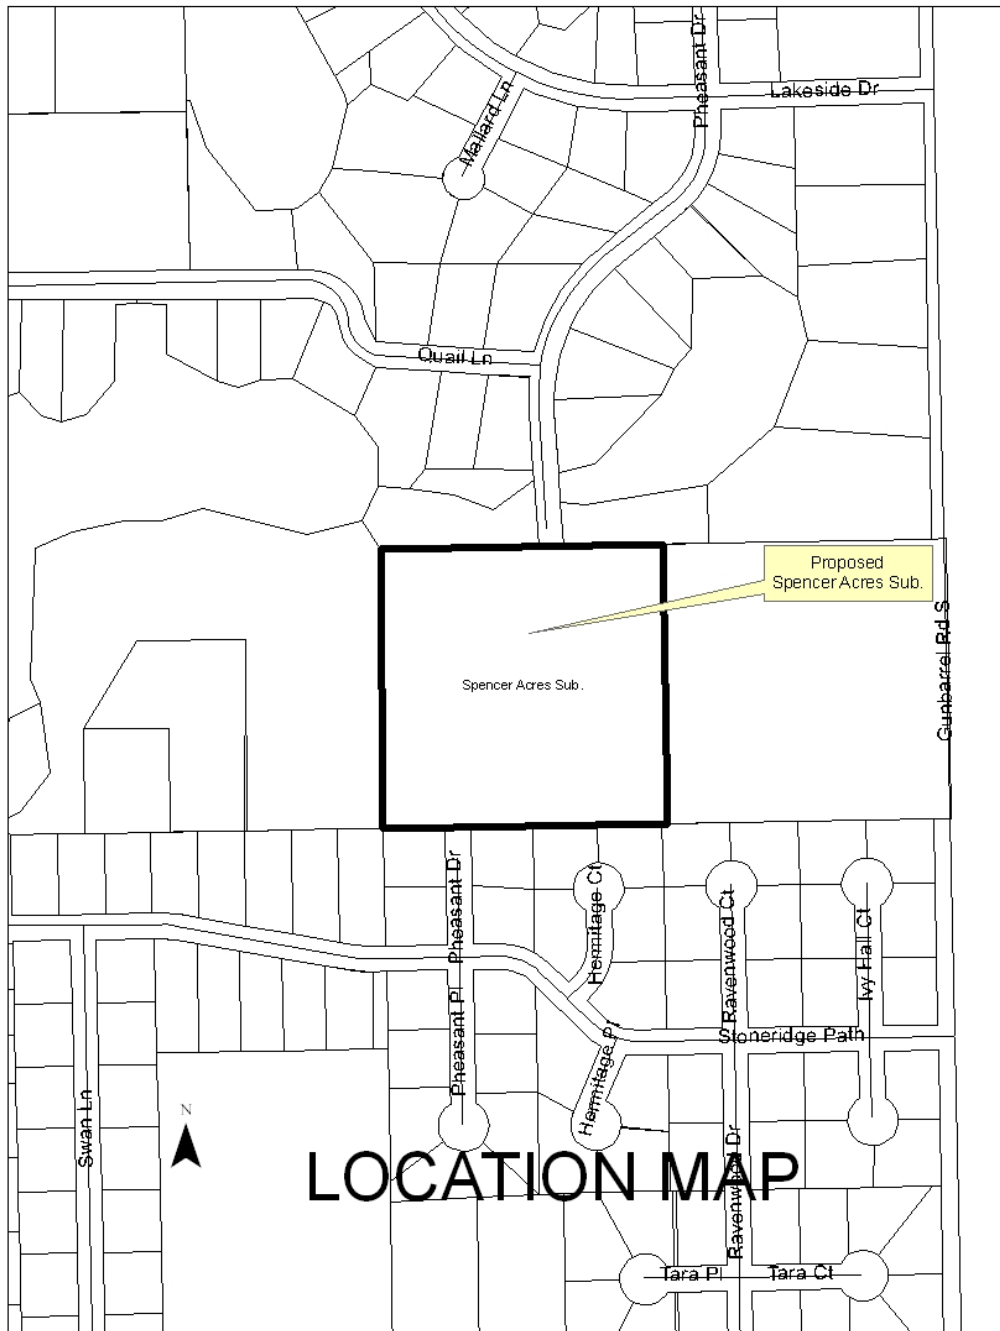 Pheasant Dr
Lakeside Dr
Mallard Ln
Quail Ln
Proposed
Spencer Acres Sub.
Gunbarrel Rd S
Spencer Acres Sub.
Pheasant Dr
Hermitage Ct
Ravenwood Ct
Ivy Hall Ct
Pheasant Pl
Stoneridge Path
Hermitage Pl
Swan Ln
N
LOCATION MAP
Ravenwood Dr
Tara Pl
Tara Ct